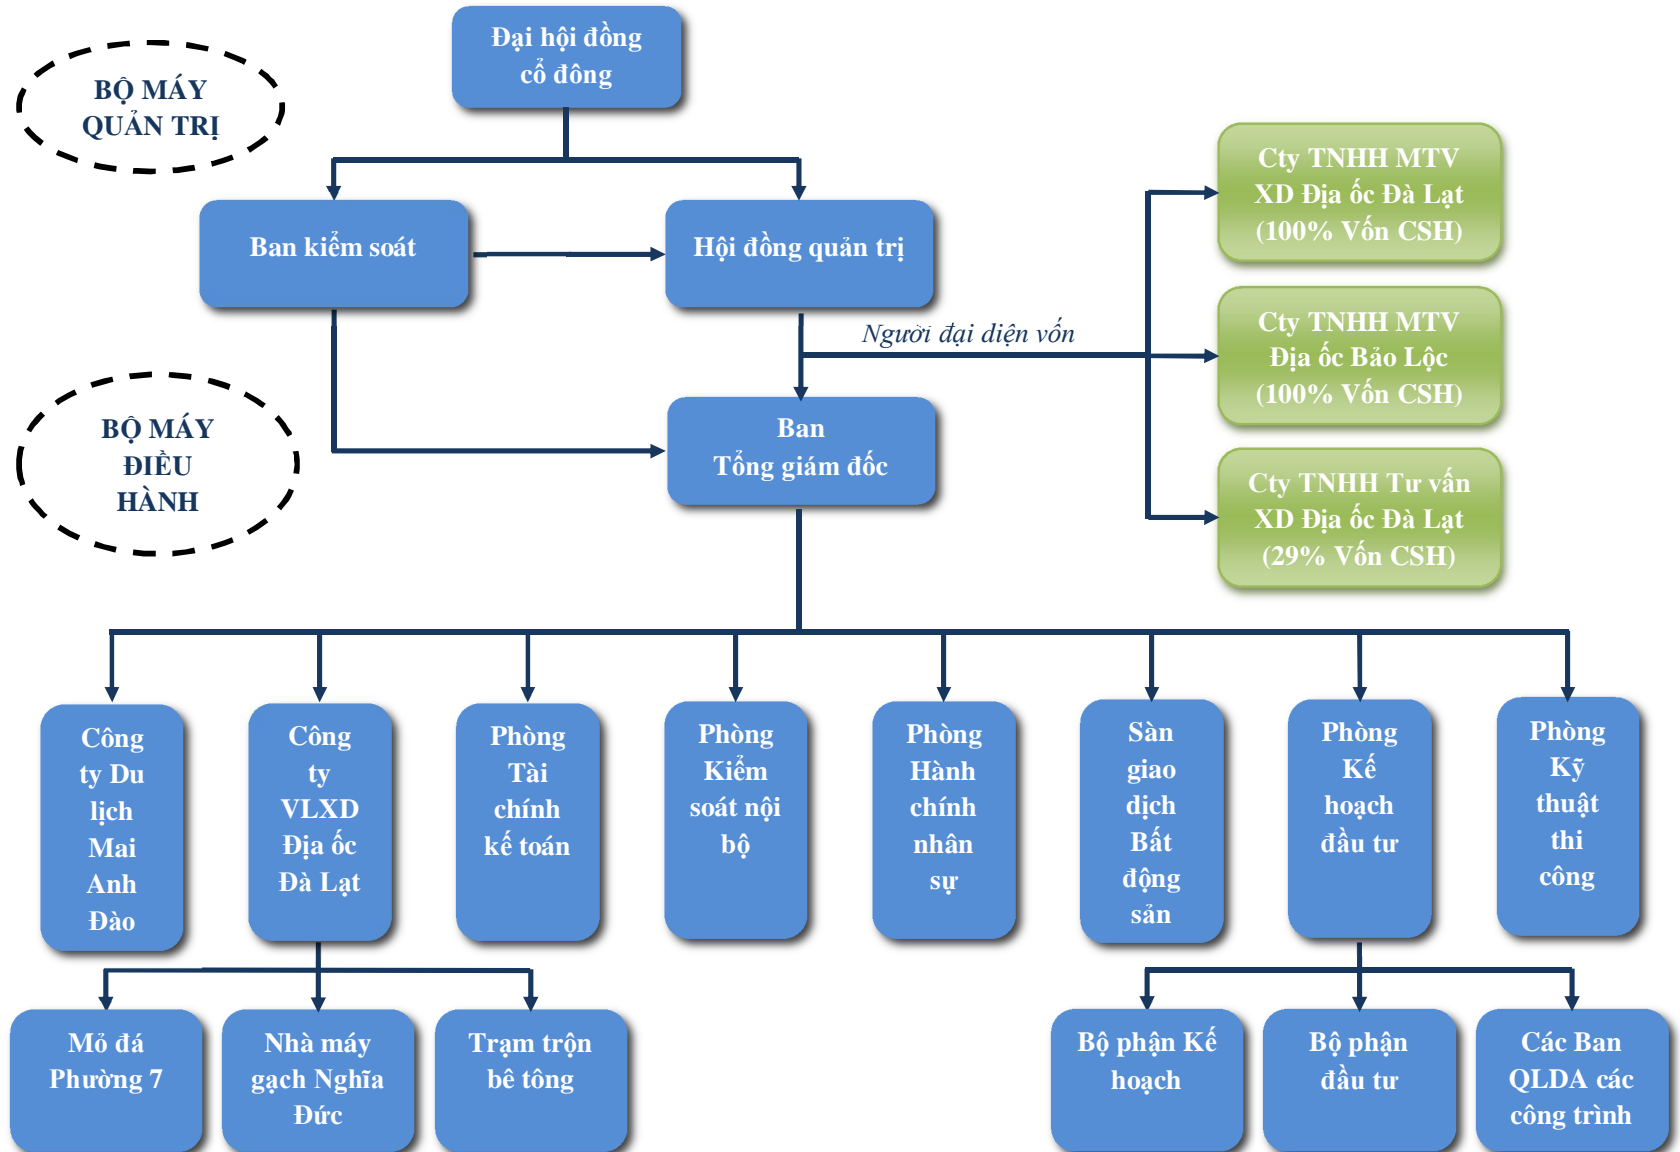 Đại hội đồng
cổ đông
BỘ MÁY
QUẢN TRỊ
Cty TNHH MTV
XD Địa ốc Đà Lạt
(100% Vốn CSH)
Ban kiểm soát
Hội đồng quản trị
Người đại diện vốn
Cty TNHH MTV
Địa ốc Bảo Lộc
(100% Vốn CSH)
BỘ MÁY
ĐIỀU
HÀNH
Ban
Tổng giám đốc
Cty TNHH Tư vấn
XD Địa ốc Đà Lạt
(29% Vốn CSH)
Công
ty Du
lịch
Mai
Anh
Đào
Công
ty
VLXD
Địa ốc
Đà Lạt
Phòng
Tài
chính
kế toán
Phòng
Kiểm
soát nội
bộ
Phòng
Hành
chính
nhân
sự
Sàn
giao
dịch
Bất
động
sản
Phòng
Kế
hoạch
đầu tư
Phòng
Kỹ
thuật
thi
công
Mỏ đá
Phường 7
Nhà máy
gạch Nghĩa
Đức
Trạm trộn
bê tông
Bộ phận Kế
hoạch
Bộ phận
đầu tư
Các Ban
QLDA các
công trình